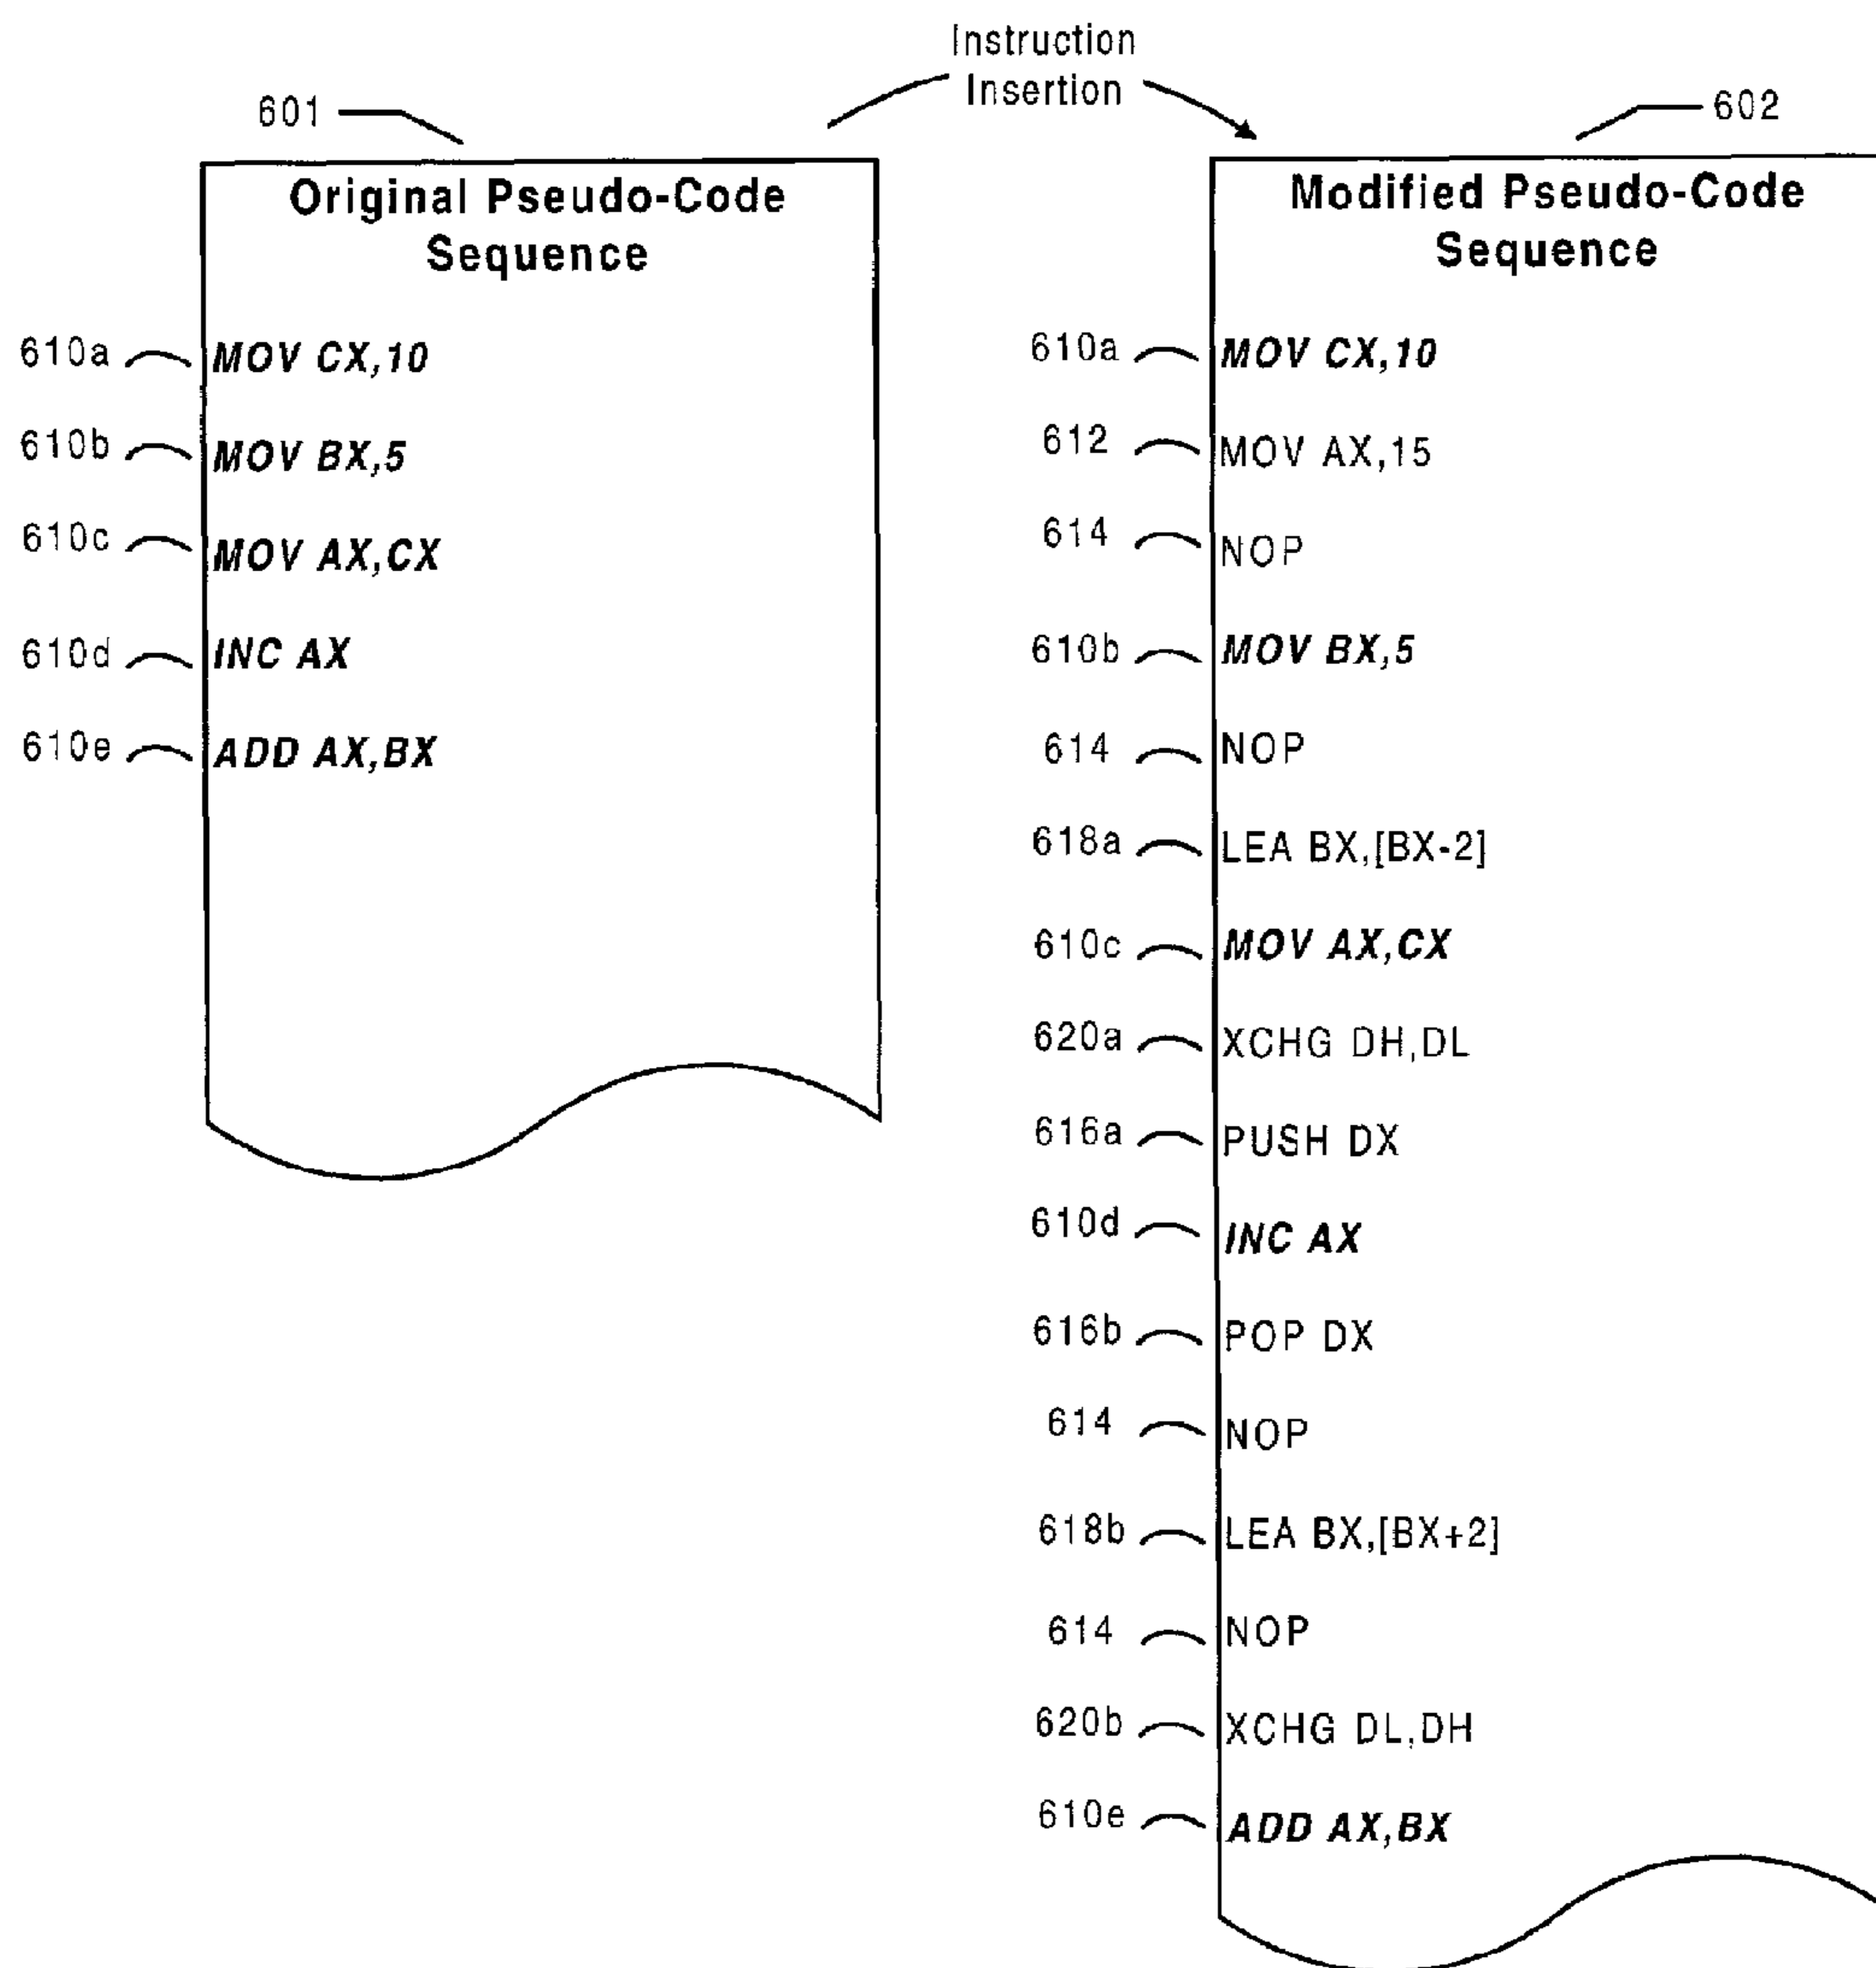 Instruction
Insertion
601
602
Original Pseudo-Code
Sequence
610a MOV CX,10
610b MOV BX,5
610c MOV AX,CX
610d INC AX
610e ADD AX,BX
Modified Pseudo-Code
Sequence
610a MOV CX,10
612 MOV AX,15
614 NOP
610b MOV BX,5
614 NOP
618a LEA BX,[BX-2]
610c MOV AX,CX
620a XCHG DH,DL
616a PUSH DX
610d INC AX
616b POP DX
614 NOP
618b LEA BX,[BX+2]
614 NOP
620b XCHG DL,DH
610e ADD AX,BX